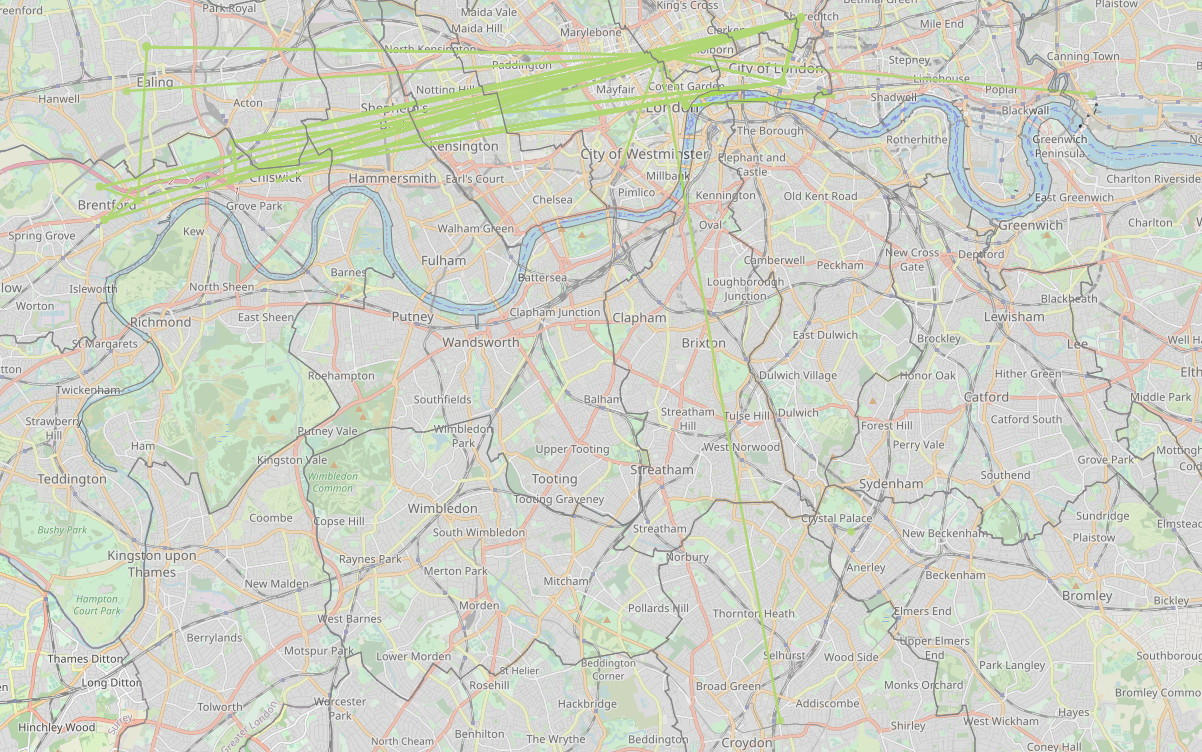 Park Royal
Maida Vale
King's Cross
Bethnal Green
Plaistow
Maida Hill
Marylebone
Mile End
North Kensington
Holborn
Canning Town
Paddington
City of London
Stepney
Ealing
Limehouse
Hanwell
Acton
Notting Hill
Mayfair
Covent Garden
Poplar
London
Shadwell
Blackwall
The Borough
Rotherhithe
Greenwich
Peninsula
Kensington
City of Westminster
Elephant and
Castle
Chiswick
Hammersmith
Earl's Court
Millbank
Charlton Riverside
Pimlico
Kennington
Old Kent Road
East Greenwich
Brentford
Grove Park
Chelsea
Spring Grove
Kew
Walham Green
Oval
Greenwich
Charlton
New Cross
Gate
Deptford
Fulham
Camberwell
Peckham
Barnes
Battersea
Loughborough
Junction
Isleworth
North Sheen
Blackheath
Worton
Richmond
East Sheen
Putney
Clapham Junction
Clapham
Lewisham
St Margarets
Wandsworth
Brixton
East Dulwich
Brockley
Lee
Roehampton
Dulwich Village
Honor Oak
Hither Green
Twickenham
Southfields
Balham
Catford
Middle Park
Strawberry
Hill
Streatham
Hill
Tulse Hill
Dulwich
Forest Hill
Catford South
Putney Vale
Wimbledon
Park
Ham
Upper Tooting
West Norwood
Perry Vale
Kingston Vale
Grove Park
Teddington
Wimbledon
Common
Tooting
Streatham
Sydenham
Southend
Tooting Graveney
Wimbledon
Coombe
Copse Hill
Crystal Palace
Sundridge
Bushy Park
South Wimbledon
Streatham
New Beckenham
Plaistow
Kingston upon
Thames
Raynes Park
Norbury
Anerley
New Malden
Merton Park
Mitcham
Beckenham
Hampton
Court Park
Bromley
Bickley
Morden
Pollards Hill
Thornton Heath
Elmers End
West Barnes
Berrylands
Upper Elmers
End
Motspur Park
Lower Morden
Selhurst
Wood Side
Thames Ditton
St Helier
Beddington
Corner
Park Langley
Long Ditton
Rosehill
Broad Green
Monks Orchard
Worcester
Park
Tolworth
Hackbridge
Addiscombe
Hayes
Surrey
Greater London
Hinchley Wood
Benhilton
Shirley
West Wickham
North Cheam
The Wrythe
Beddington
Croydon
Coney Hall